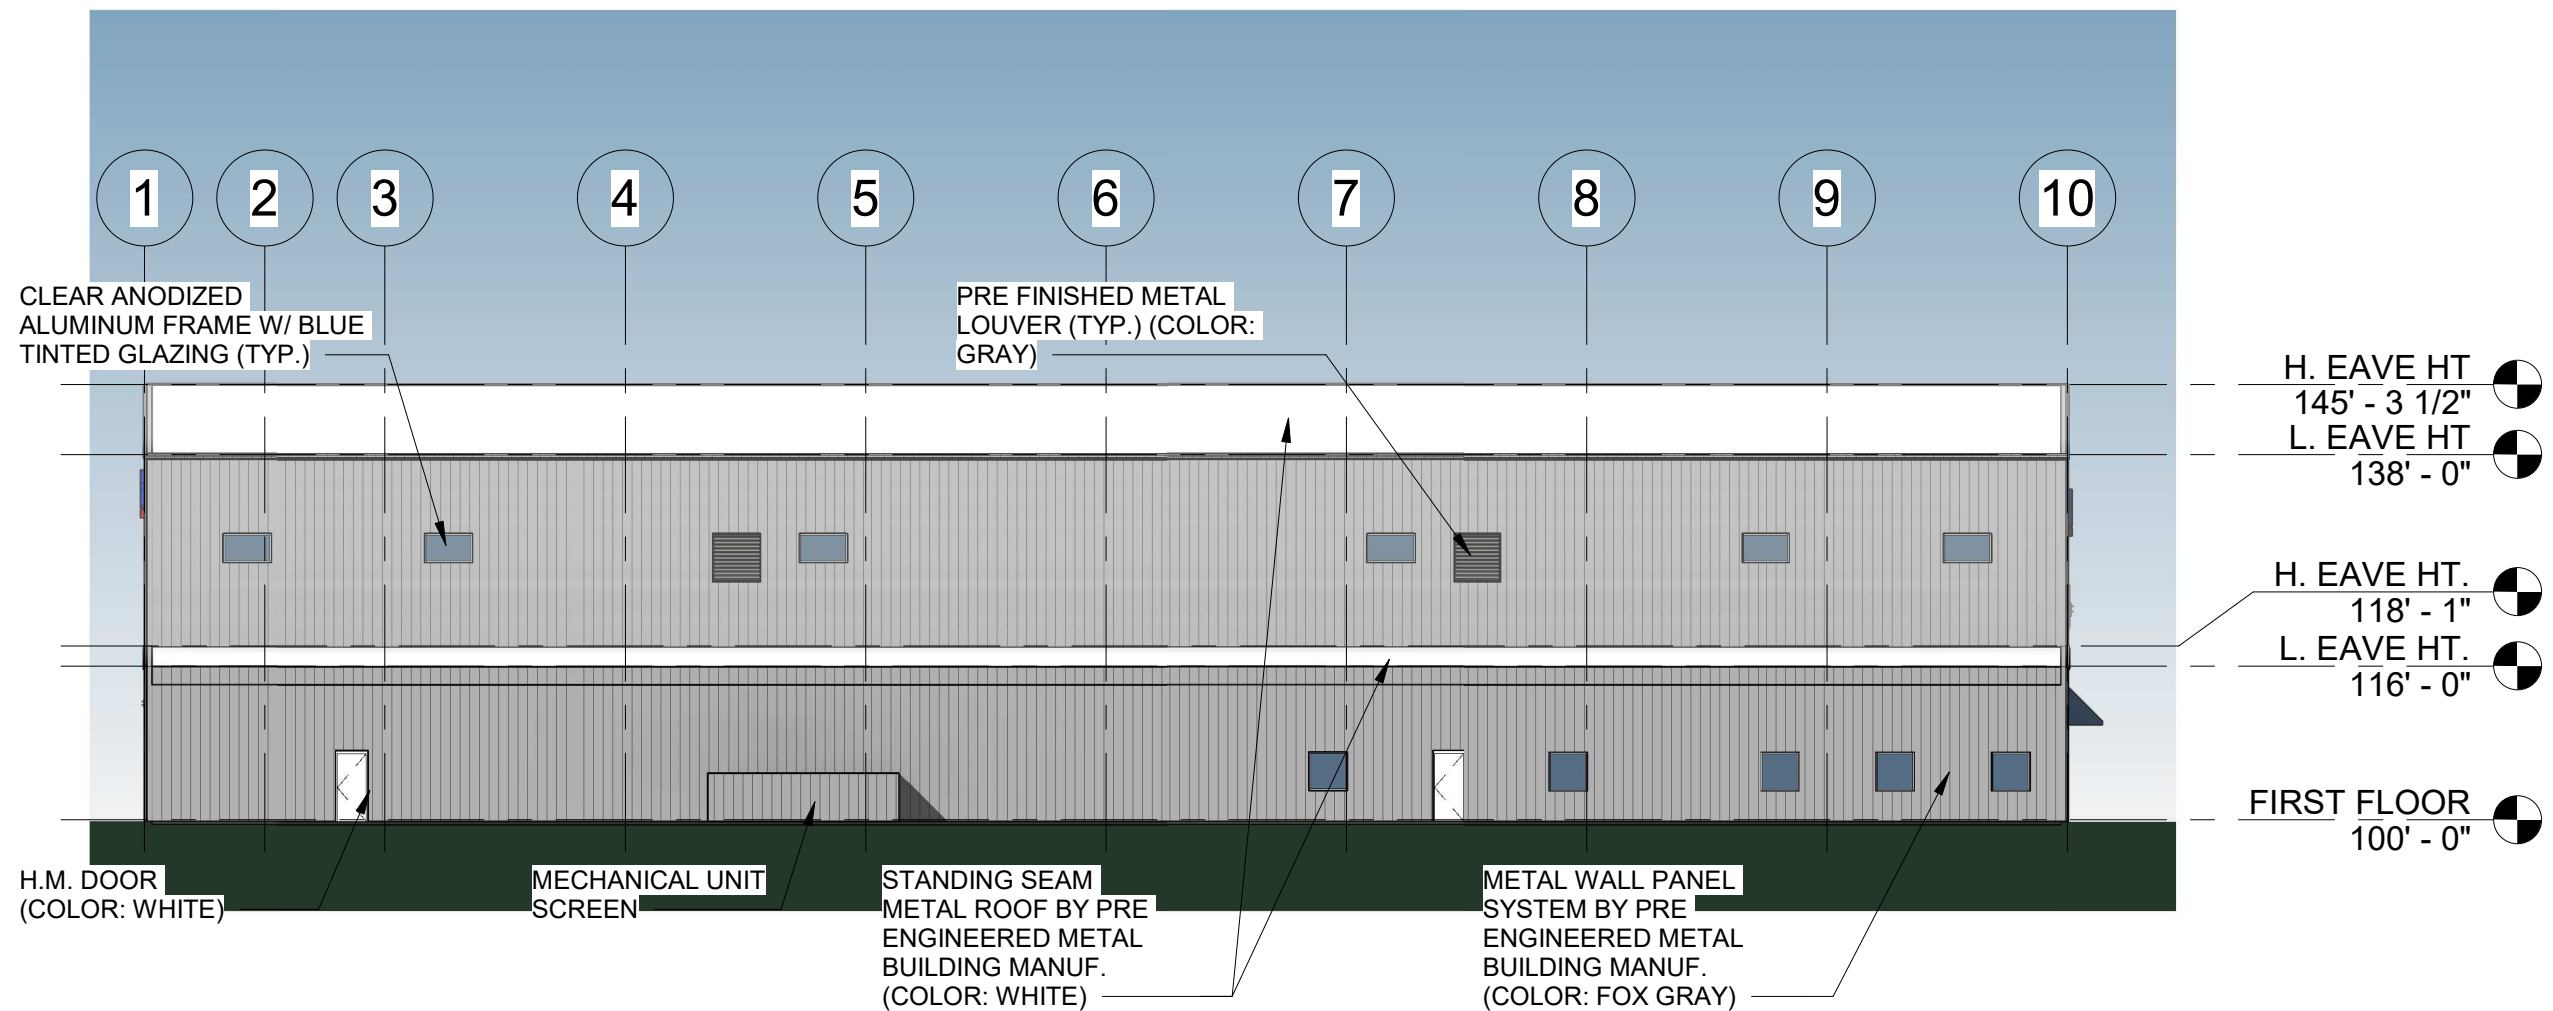 1 2 3 4 5 6 7 8 9 10
CLEAR ANODIZED
ALUMINUM FRAME W/ BLUE
TINTED GLAZING (TYP.)
PRE FINISHED METAL
LOUVER (TYP.) (COLOR:
GRAY)
H. EAVE HT
145' - 3 1/2"
L. EAVE HT
138' - 0"
H. EAVE HT.
118' - 1"
L. EAVE HT.
116' - 0"
FIRST FLOOR
100' - 0"
H.M. DOOR
(COLOR: WHITE)
MECHANICAL UNIT
SCREEN
STANDING SEAM
METAL ROOF BY PRE
ENGINEERED METAL
BUILDING MANUF.
(COLOR: WHITE)
METAL WALL PANEL
SYSTEM BY PRE
ENGINEERED METAL
BUILDING MANUF.
(COLOR: FOX GRAY)